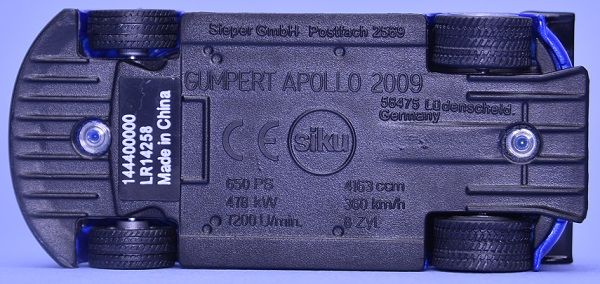 Sieper GmbH Postfach 2569
GUMPERT APOLLO 2009
58475 Lüdenscheid.
Germany
144400000
LR14258
Made in China
CE
siku
650 PS
478 kW
7200 U/min.
4163 ccm
360 km/h
8 Zyl.